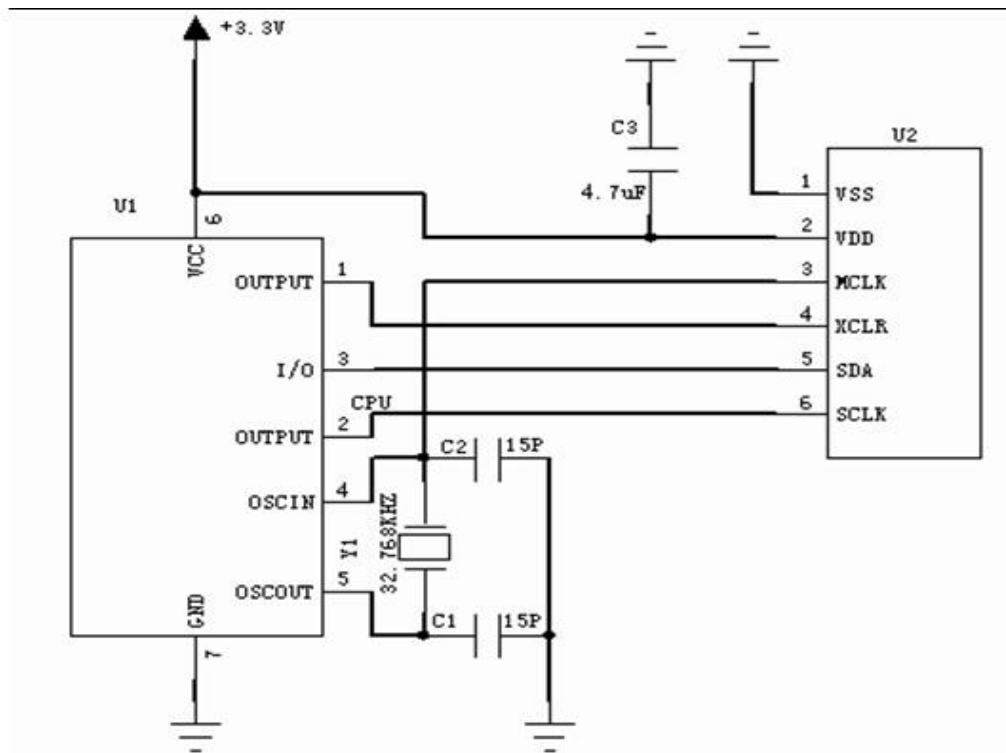 +3.3V
C3
4.7uF
U2
1 VSS
2 VDD
3 MCLK
4 XCLR
5 SDA
6 SCLK
U1
6
VCC
OUTPUT 1
I/O 3
CPU
OUTPUT 2
OSCIN 4
OSCOUT 5
GND
7
C2 15P
Y1
32.768KHZ
C1 15P